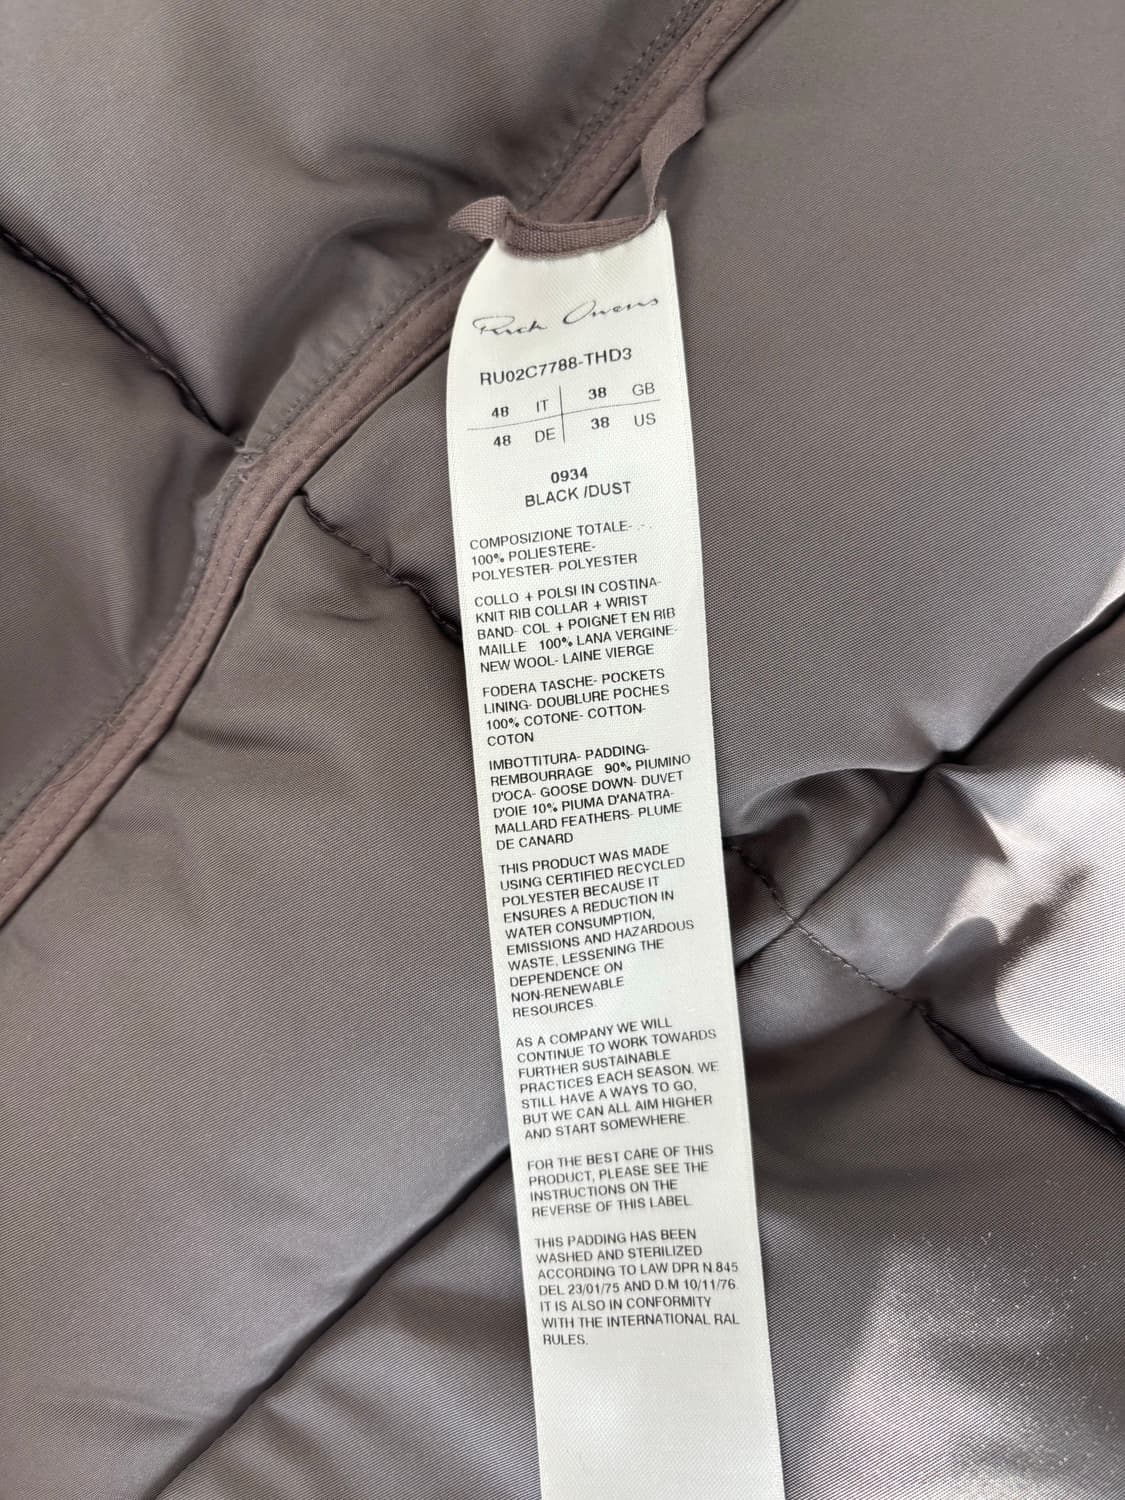 Rick Owens
RU02C7788-THD3
48 IT 38 GB
48 DE 38 US
0934
BLACK /DUST
COMPOSIZIONE TOTALE- . - .
100% POLIESTERE-
POLYESTER- POLYESTER
COLLO + POLSI IN COSTINA-
KNIT RIB COLLAR + WRIST
BAND- COL + POIGNET EN RIB
MAILLE 100% LANA VERGINE-
NEW WOOL- LAINE VIERGE
FODERA TASCHE- POCKETS
LINING- DOUBLURE POCHES
100% COTONE- COTTON-
COTON
IMBOTTITURA- PADDING-
REMBOURRAGE 90% PIUMINO
D'OCA- GOOSE DOWN- DUVET
D'OIE 10% PIUMA D'ANATRA-
MALLARD FEATHERS- PLUME
DE CANARD
THIS PRODUCT WAS MADE
USING CERTIFIED RECYCLED
POLYESTER BECAUSE IT
ENSURES A REDUCTION IN
WATER CONSUMPTION,
EMISSIONS AND HAZARDOUS
WASTE, LESSENING THE
DEPENDENCE ON
NON-RENEWABLE
RESOURCES.
AS A COMPANY WE WILL
CONTINUE TO WORK TOWARDS
FURTHER SUSTAINABLE
PRACTICES EACH SEASON. WE
STILL HAVE A WAYS TO GO,
BUT WE CAN ALL AIM HIGHER
AND START SOMEWHERE.
FOR THE BEST CARE OF THIS
PRODUCT, PLEASE SEE THE
INSTRUCTIONS ON THE
REVERSE OF THIS LABEL.
THIS PADDING HAS BEEN
WASHED AND STERILIZED
ACCORDING TO LAW DPR N.845
DEL 23/01/75 AND D.M 10/11/76.
IT IS ALSO IN CONFORMITY
WITH THE INTERNATIONAL RAL
RULES.